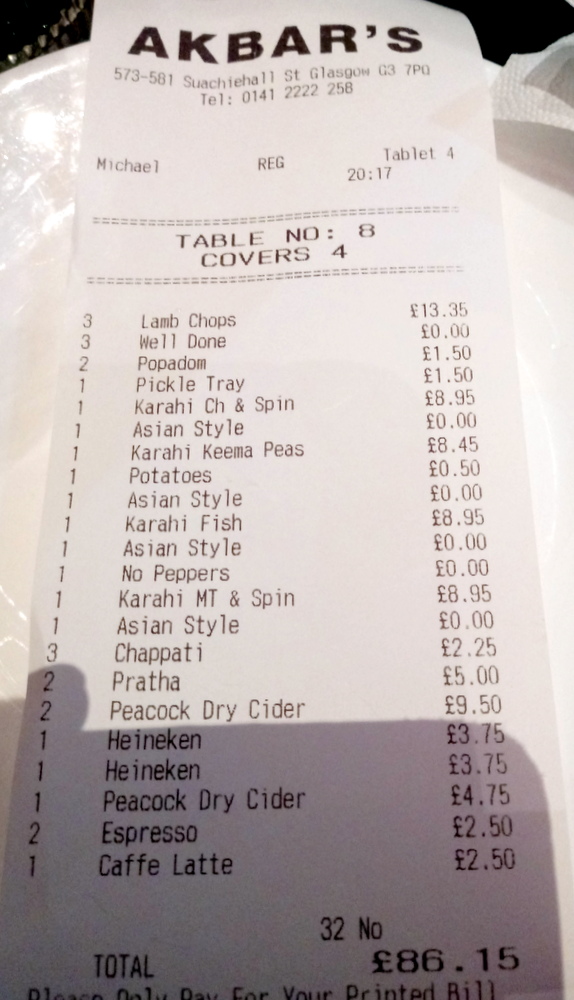 AKBAR'S
573-581 Suachiehall St Glasgow G3 7PQ
Tel: 0141 2222 258
Michael REG Tablet 4
20:17
TABLE NO: 8
COVERS 4
3 Lamb Chops £13.35
3 Well Done £0.00
2 Popadom £1.50
1 Pickle Tray £1.50
1 Karahi Ch & Spin £8.95
1 Asian Style £0.00
1 Karahi Keema Peas £8.45
1 Potatoes £0.50
1 Asian Style £0.00
1 Karahi Fish £8.95
1 Asian Style £0.00
1 No Peppers £0.00
1 Karahi MT & Spin £8.95
1 Asian Style £0.00
3 Chappati £2.25
2 Pratha £5.00
2 Peacock Dry Cider £9.50
1 Heineken £3.75
1 Heineken £3.75
1 Peacock Dry Cider £4.75
2 Espresso £2.50
1 Caffe Latte £2.50
32 No
TOTAL £86.15
Please Only Pay For Your Printed Bill